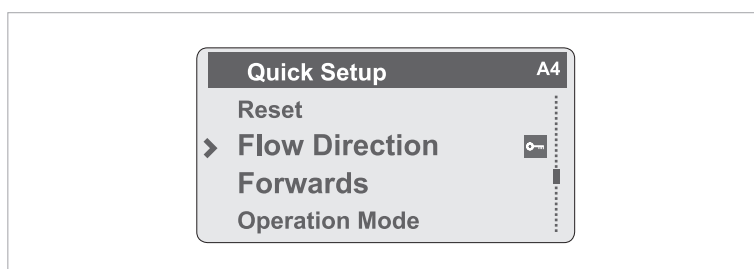 Quick Setup A4
Reset
Flow Direction
Forwards
Operation Mode